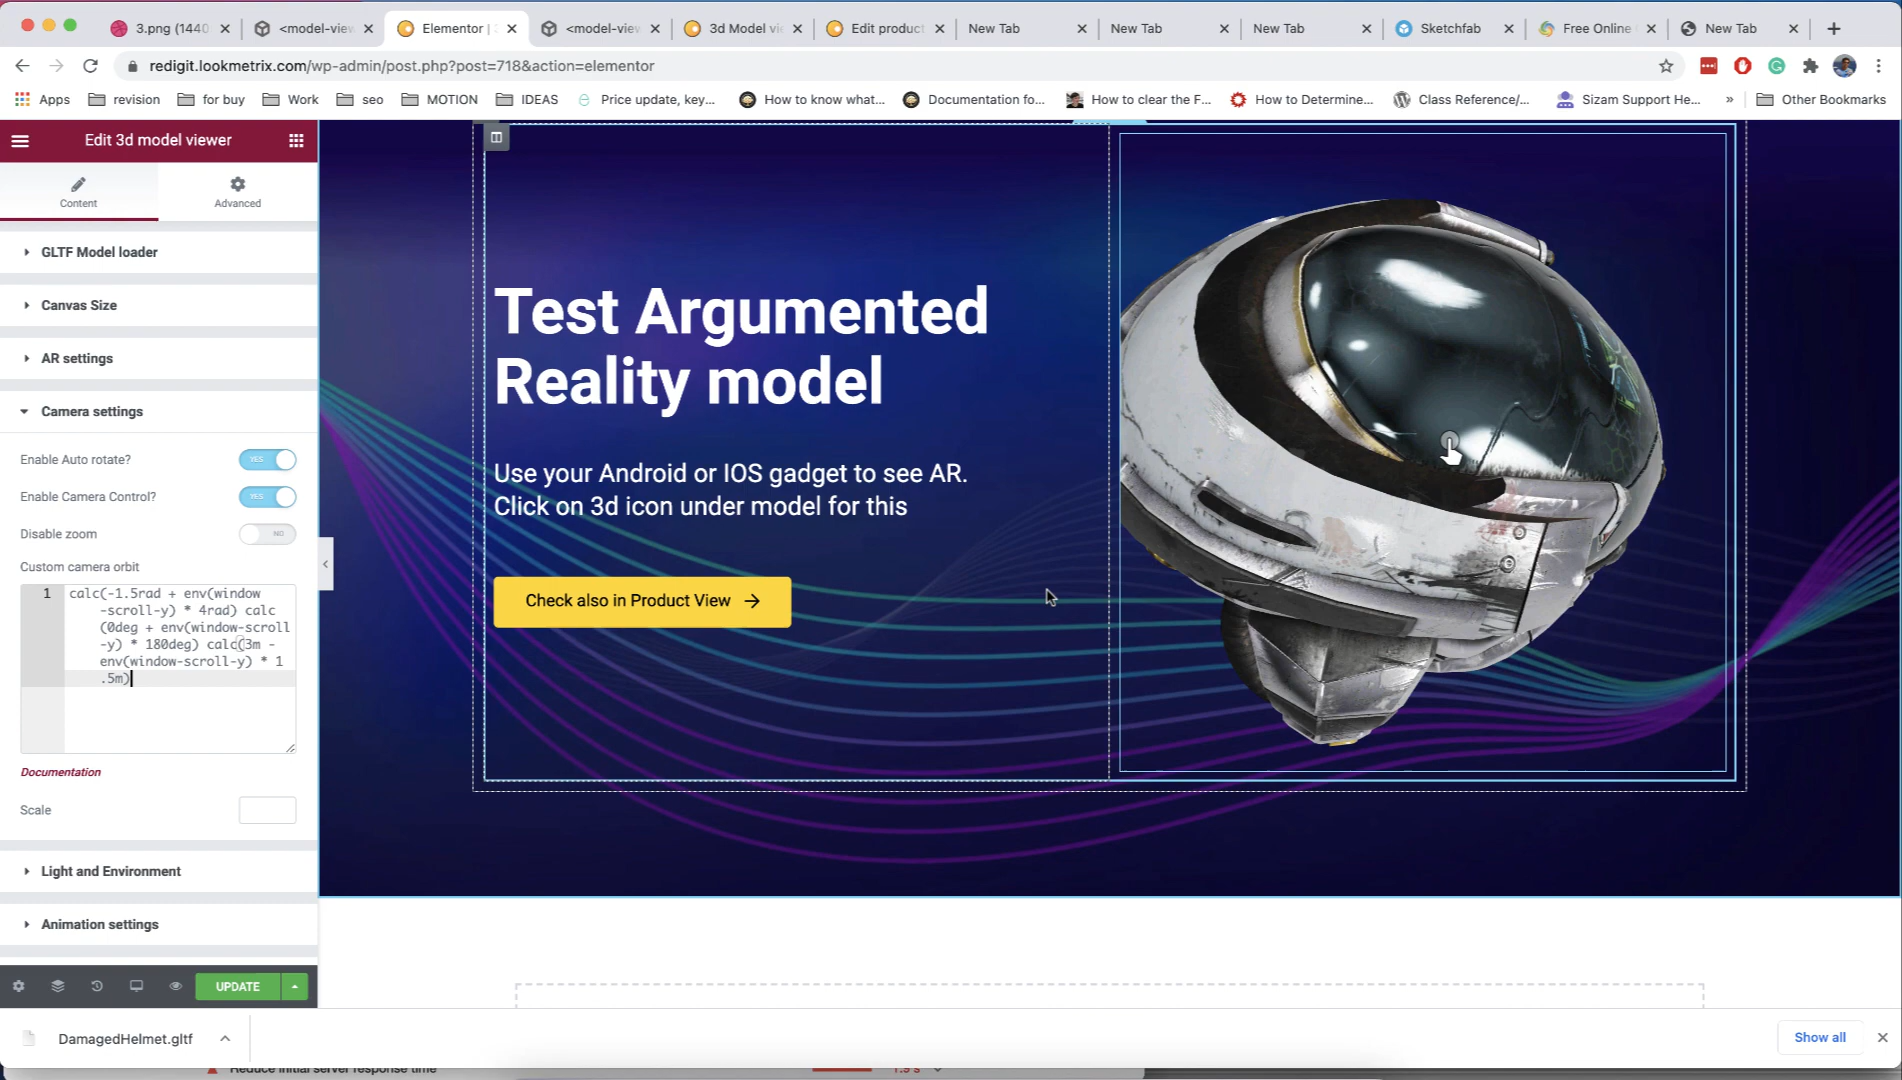 3.png (1440
<model-view
Elementor |
<model-view
3d Model vie
Edit product
New Tab
New Tab
New Tab
Sketchfab
Free Online
New Tab
redigit.lookmetrix.com/wp-admin/post.php?post=718&action=elementor
Apps
revision
for buy
Work
seo
MOTION
IDEAS
Price update, key...
How to know what...
Documentation fo...
How to clear the F...
How to Determine...
Class Reference/...
Sizam Support He...
»
Other Bookmarks
Edit 3d model viewer
Content
Advanced
GLTF Model loader
Canvas Size
AR settings
Camera settings
Enable Auto rotate?
YES
Enable Camera Control?
YES
Disable zoom
NO
Custom camera orbit
1 calc(-1.5rad + env(window
-scroll-y) * 4rad) calc
(0deg + env(window-scroll
-y) * 180deg) calc(3m -
env(window-scroll-y) * 1
.5m)
Documentation
Scale
Light and Environment
Animation settings
UPDATE
Test Argumented
Reality model
Use your Android or IOS gadget to see AR.
Click on 3d icon under model for this
Check also in Product View →
DamagedHelmet.gltf
Show all
Reduce initial server response time
1.9 s